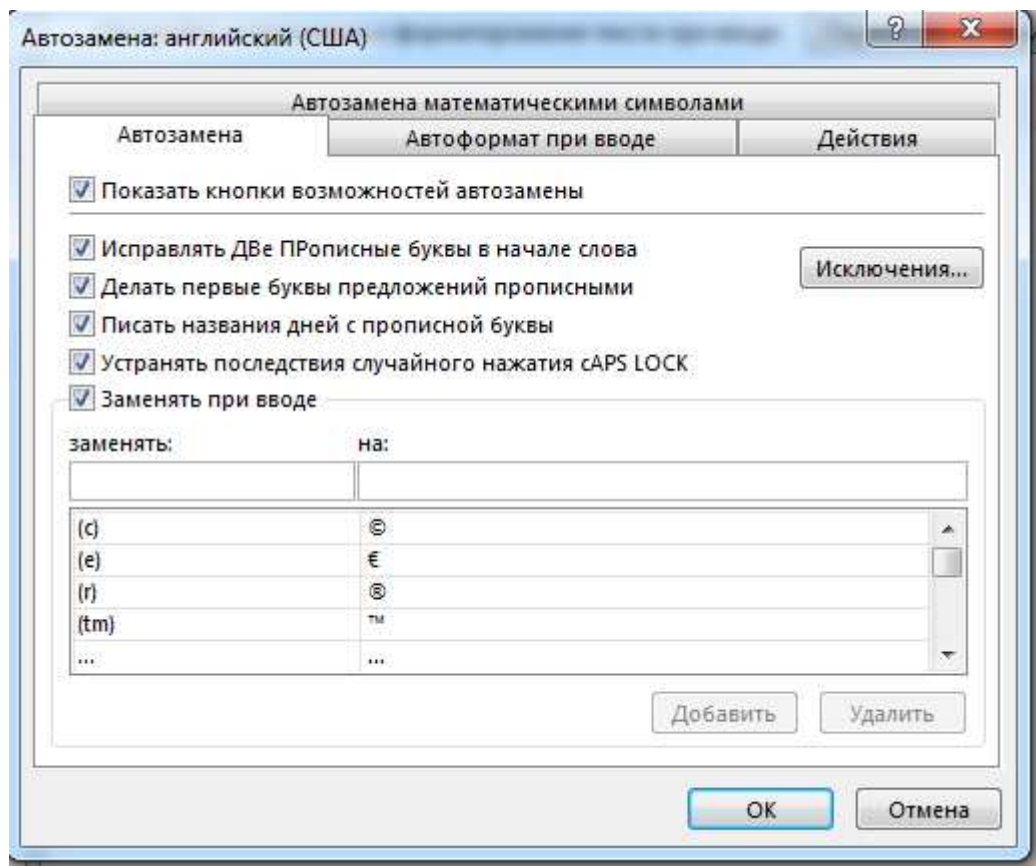 Автозамена: английский (США)
Автозамена математическими символами
Автозамена Автоформат при вводе Действия
Показать кнопки возможностей автозамены
Исправлять ДВе ПРописные буквы в начале слова
Исключения...
Делать первые буквы предложений прописными
Писать названия дней с прописной буквы
Устранять последствия случайного нажатия cAPS LOCK
Заменять при вводе
заменять: на:
(c) ©
(e) €
(r) ®
(tm) ™
... ...
Добавить Удалить
ОК Отмена